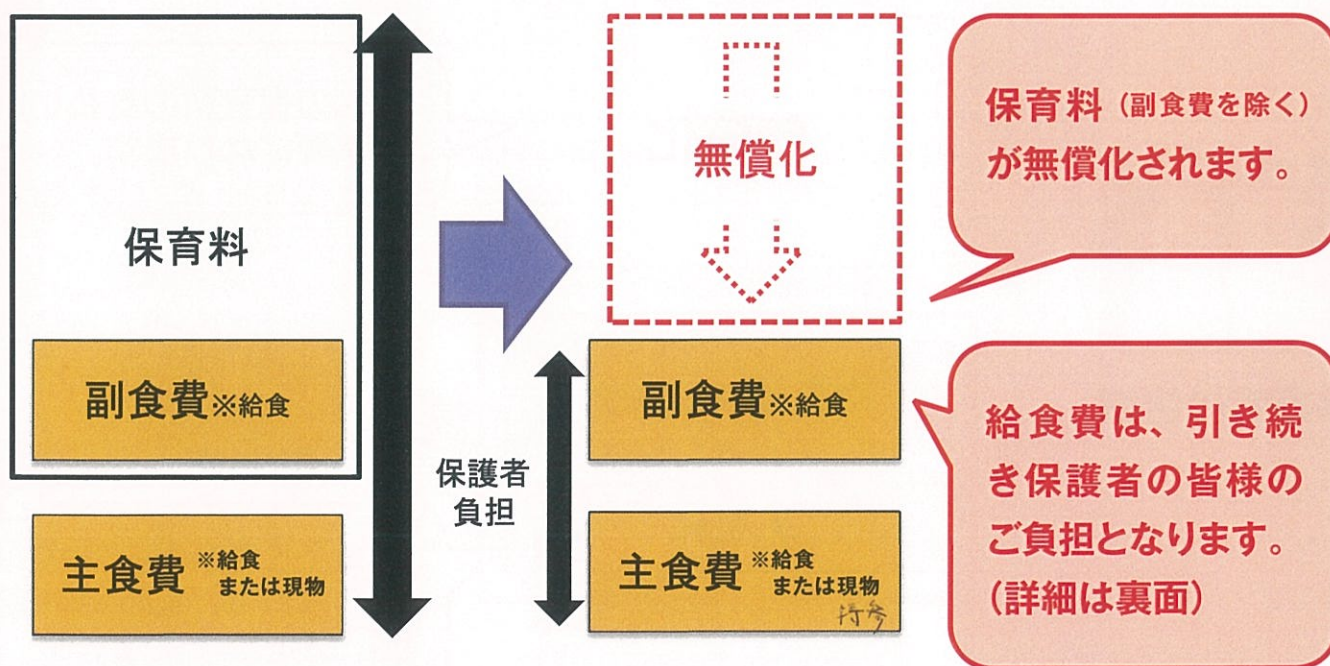 保育料
副食費※給食
主食費※給食
または現物
保護者
負担
無償化
副食費※給食
主食費※給食
または現物
持参
保育料（副食費を除く）
が無償化されます。
給食費は、引き続
き保護者の皆様の
ご負担となります。
（詳細は裏面）